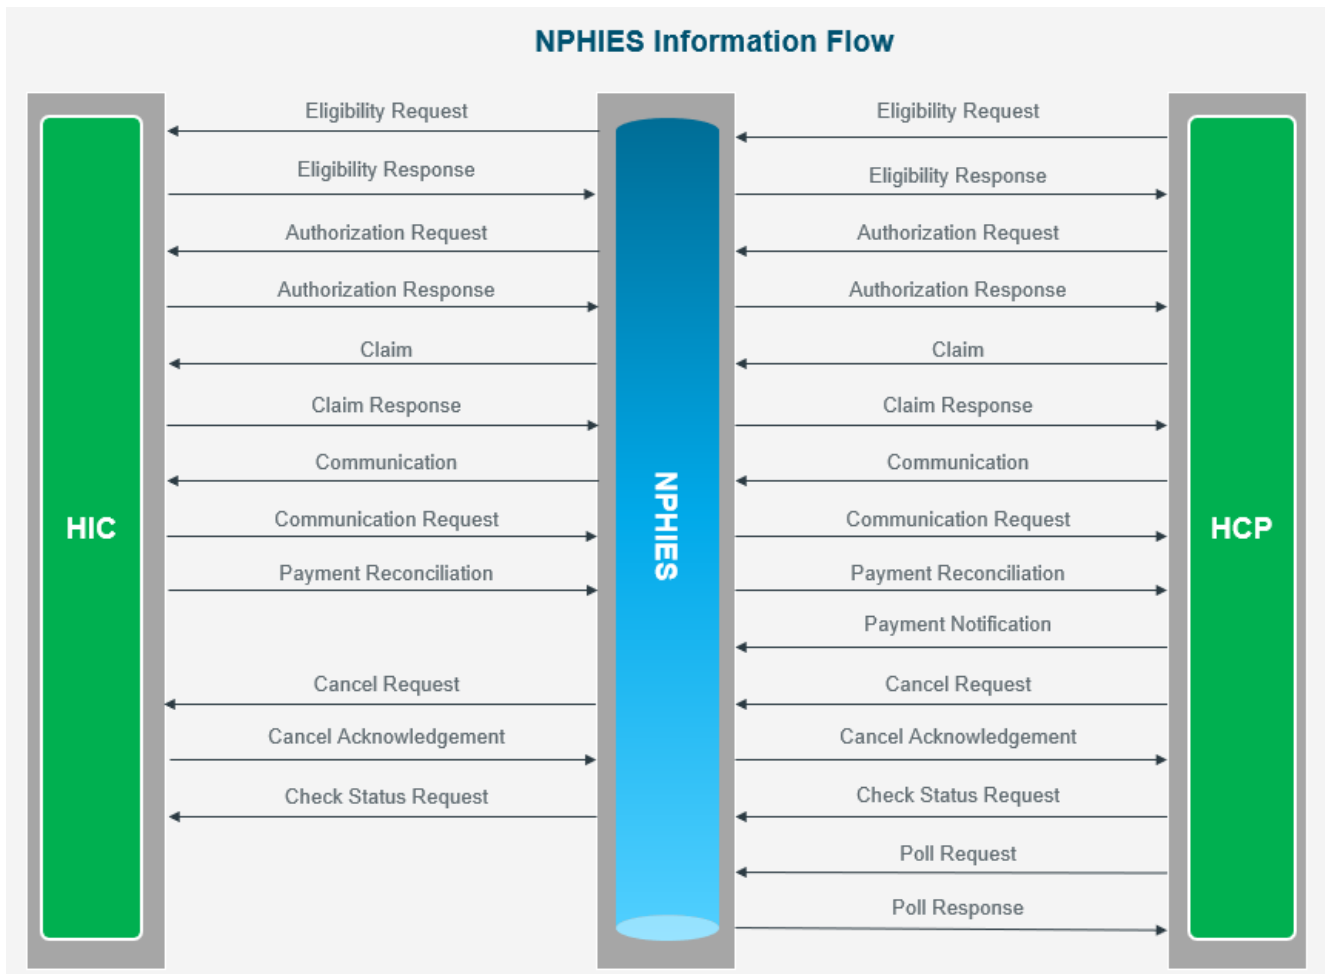 NPHIES Information Flow
Eligibility Request
Eligibility Request
Eligibility Response
Eligibility Response
Authorization Request
Authorization Request
Authorization Response
Authorization Response
Claim
Claim
Claim Response
Claim Response
Communication
Communication
HIC
NPHIES
HCP
Communication Request
Communication Request
Payment Reconciliation
Payment Reconciliation
Payment Notification
Cancel Request
Cancel Request
Cancel Acknowledgement
Cancel Acknowledgement
Check Status Request
Check Status Request
Poll Request
Poll Response